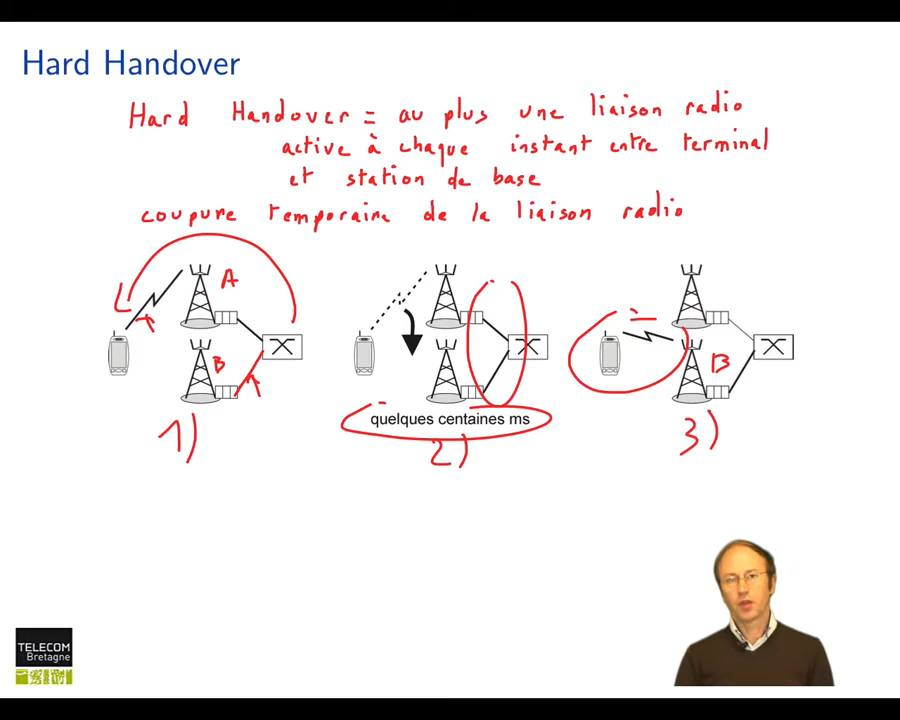 Hard Handover
Hard Handover = au plus une liaison radio
active à chaque instant entre terminal
et station de base
coupure temporaire de la liaison radio
A
B
B
quelques centaines ms
1)
2)
3)
TELECOM
Bretagne